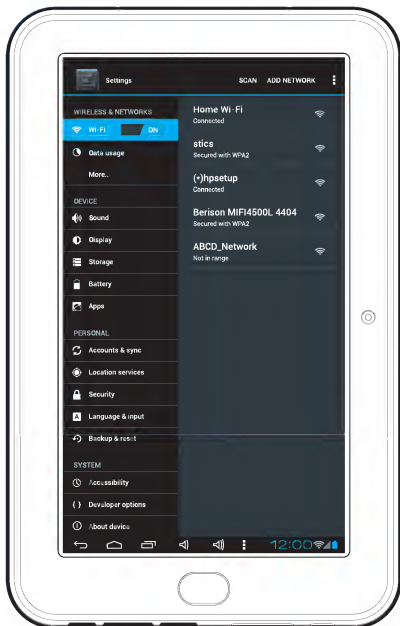 Settings
SCAN ADD NETWORK
WIRELESS & NETWORKS
Wi-Fi ON
Data usage
More..
DEVICE
Sound
Display
Storage
Battery
Apps
PERSONAL
Accounts & sync
Location services
Security
A Language & input
Backup & reset
SYSTEM
Accessibility
{ } Developer options
About device
Home Wi-Fi
Connected
stics
Secured with WPA2
(+)hpsetup
Connected
Berison MIFI4500L 4404
Secured with WPA2
ABCD_Network
Not in range
12:00